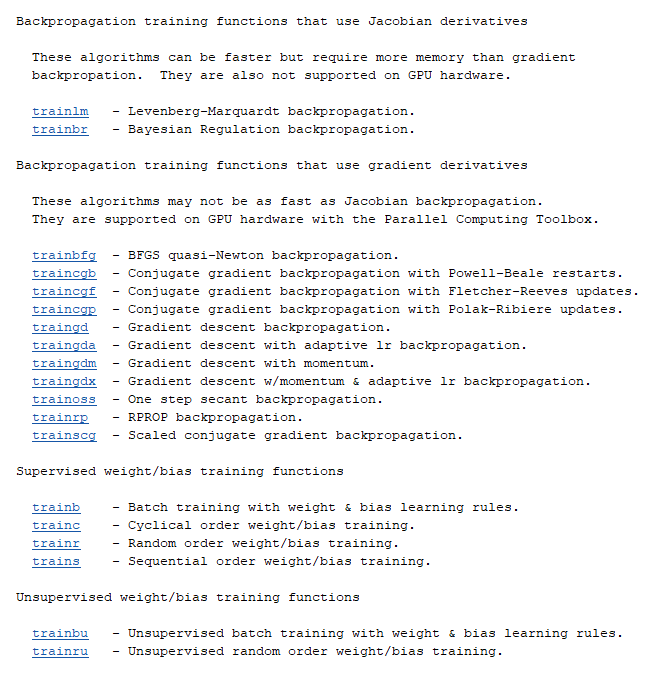 Backpropagation training functions that use Jacobian derivatives
These algorithms can be faster but require more memory than gradient
backpropation.  They are also not supported on GPU hardware.
trainlm   - Levenberg-Marquardt backpropagation.
trainbr   - Bayesian Regulation backpropagation.
Backpropagation training functions that use gradient derivatives
These algorithms may not be as fast as Jacobian backpropagation.
They are supported on GPU hardware with the Parallel Computing Toolbox.
trainbfg  - BFGS quasi-Newton backpropagation.
traincgb  - Conjugate gradient backpropagation with Powell-Beale restarts.
traincgf  - Conjugate gradient backpropagation with Fletcher-Reeves updates.
traincgp  - Conjugate gradient backpropagation with Polak-Ribiere updates.
traingd   - Gradient descent backpropagation.
traingda  - Gradient descent with adaptive lr backpropagation.
traingdm  - Gradient descent with momentum.
traingdx  - Gradient descent w/momentum & adaptive lr backpropagation.
trainoss  - One step secant backpropagation.
trainrp   - RPROP backpropagation.
trainscg  - Scaled conjugate gradient backpropagation.
Supervised weight/bias training functions
trainb    - Batch training with weight & bias learning rules.
trainc    - Cyclical order weight/bias training.
trainr    - Random order weight/bias training.
trains    - Sequential order weight/bias training.
Unsupervised weight/bias training functions
trainbu   - Unsupervised batch training with weight & bias learning rules.
trainru   - Unsupervised random order weight/bias training.